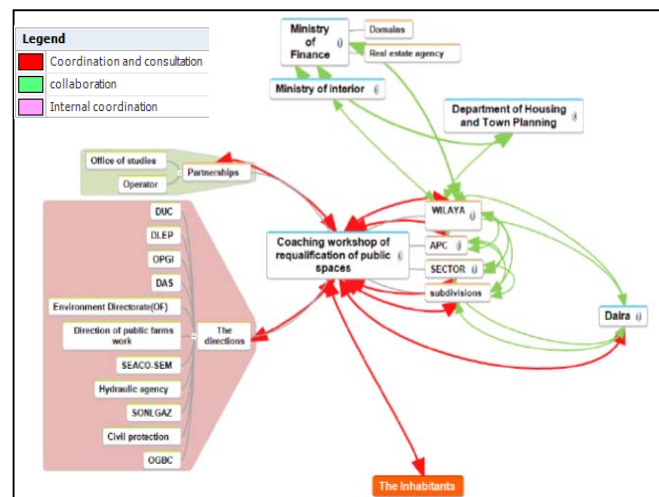 Legend
Coordination and consultation
collaboration
Internal coordination
Ministry
of
Finance
Domains
Real estate agency
Ministry of interior
Department of Housing
and Town Planning
Office of studies
Operator
Partnerships
DUC
DLEP
OPGI
DAS
Environment Directorate(OF)
Direction of public farms
work
SEACO-SEM
Hydraulic agency
SONLGAZ
Civil protection
OGBC
The
directions
Coaching workshop of
requalification of public
spaces
WILAYA
APC
SECTOR
subdivisions
Daira
The Inhabitants